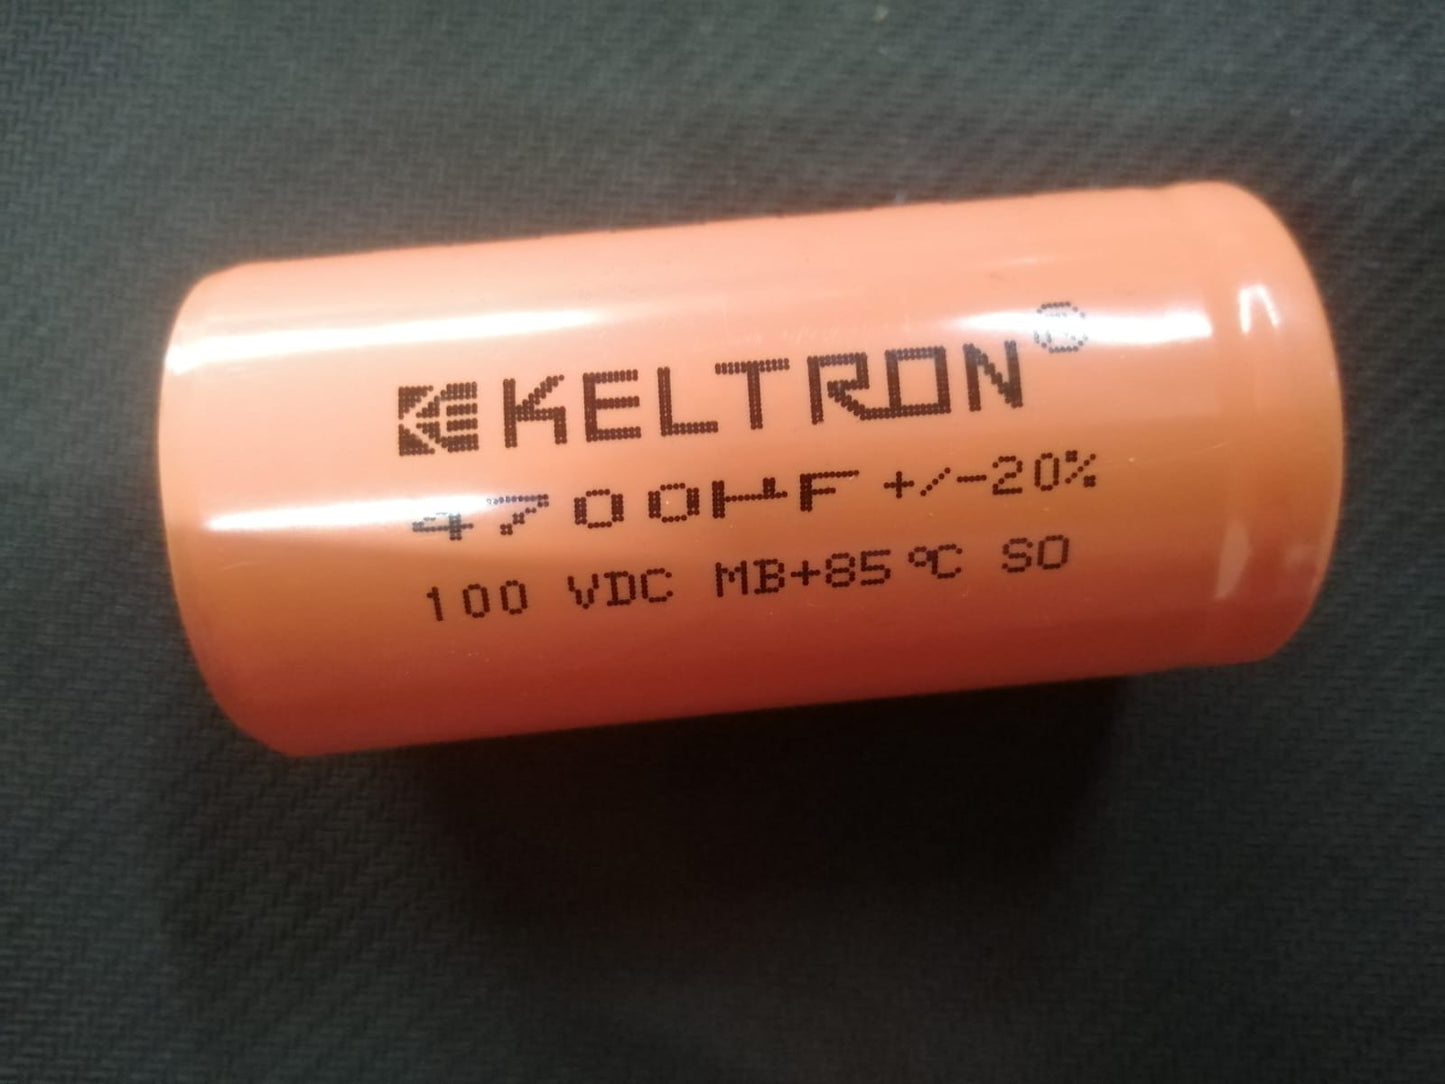 KELTRON®
4700µF +/-20%
100 VDC MB+85°C SO